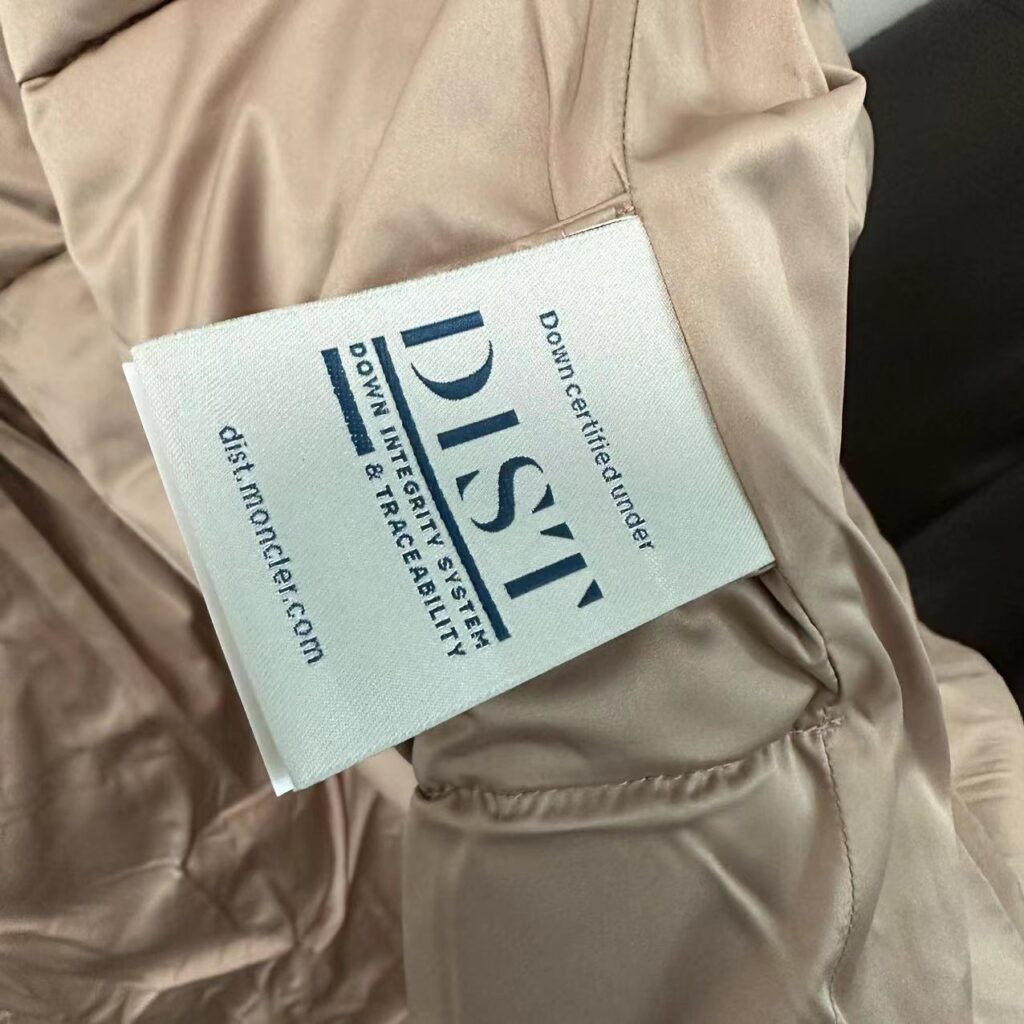 Down certified under
DIST
DOWN INTEGRITY SYSTEM
& TRACEABILITY
dist.moncler.com